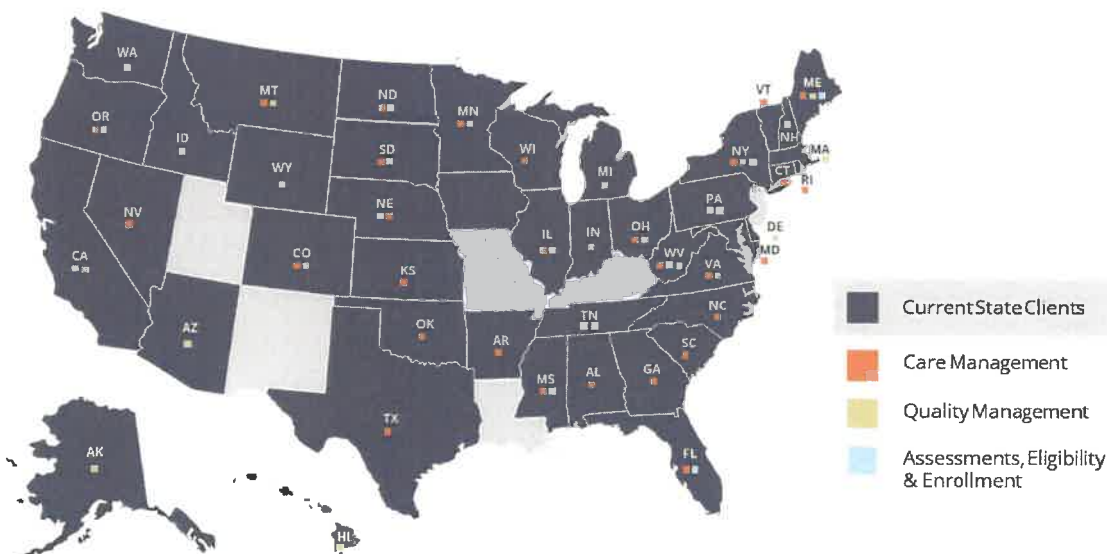 WA
MT
ND
MN
VT
ME
OR
ID
SD
WI
NH
NY
MA
WY
MI
CT
RI
NV
NE
PA
CA
CO
IL
IN
OH
DE
WV
MD
KS
VA
NC
AZ
OK
TN
AR
SC
MS
AL
GA
TX
AK
FL
HI
Current State Clients
Care Management
Quality Management
Assessments, Eligibility
& Enrollment